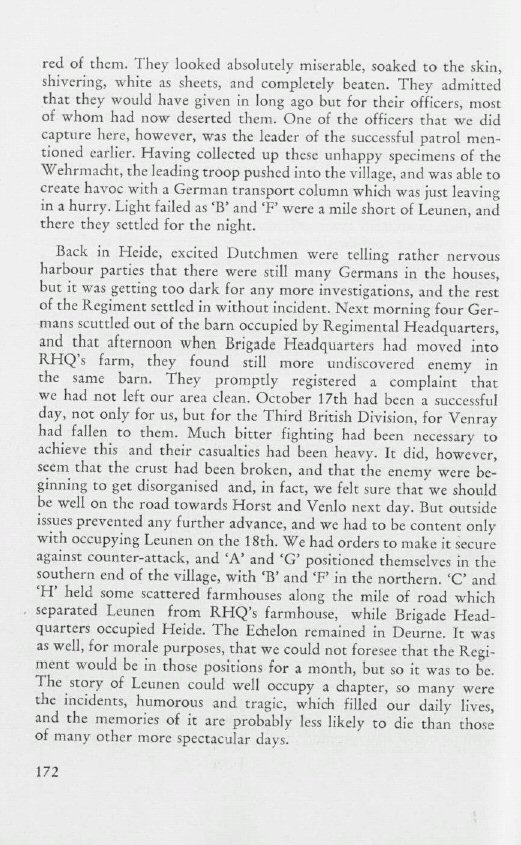 red of them. They looked absolutely miserable, soaked to the skin,
shivering, white as sheets, and completely beaten. They admitted
that they would have given in long ago but for their officers, most
of whom had now deserted them. One of the officers that we did
capture here, however, was the leader of the successful patrol men-
tioned earlier. Having collected up these unhappy specimens of the
Wehrmacht, the leading troop pushed into the village, and was able to
create havoc with a German transport column which was just leaving
in a hurry. Light failed as ‘B’ and ‘F’ were a mile short of Leunen, and
there they settled for the night.
Back in Heide, excited Dutchmen were telling rather nervous
harbour parties that there were still many Germans in the houses,
but it was getting too dark for any more investigations, and the rest
of the Regiment settled in without incident. Next morning four Ger-
mans scuttled out of the barn occupied by Regimental Headquarters,
and that afternoon when Brigade Headquarters had moved into
RHQ’s farm, they found still more undiscovered enemy in
the same barn. They promptly registered a complaint that
we had not left our area clean. October 17th had been a successful
day, not only for us, but for the Third British Division, for Venray
had fallen to them. Much bitter fighting had been necessary to
achieve this and their casualties had been heavy. It did, however,
seem that the crust had been broken, and that the enemy were be-
ginning to get disorganised and, in fact, we felt sure that we should
be well on the road towards Horst and Venlo next day. But outside
issues prevented any further advance, and we had to be content only
with occupying Leunen on the 18th. We had orders to make it secure
against counter-attack, and ‘A’ and ‘G’ positioned themselves in the
southern end of the village, with ‘B’ and ‘F’ in the northern. ‘C’ and
‘H’ held some scattered farmhouses along the mile of road which
separated Leunen from RHQ’s farmhouse, while Brigade Head-
quarters occupied Heide. The Echelon remained in Deurne. It was
as well, for morale purposes, that we could not foresee that the Regi-
ment would be in those positions for a month, but so it was to be.
The story of Leunen could well occupy a chapter, so many were
the incidents, humorous and tragic, which filled our daily lives,
and the memories of it are probably less likely to die than those
of many other more spectacular days.
172